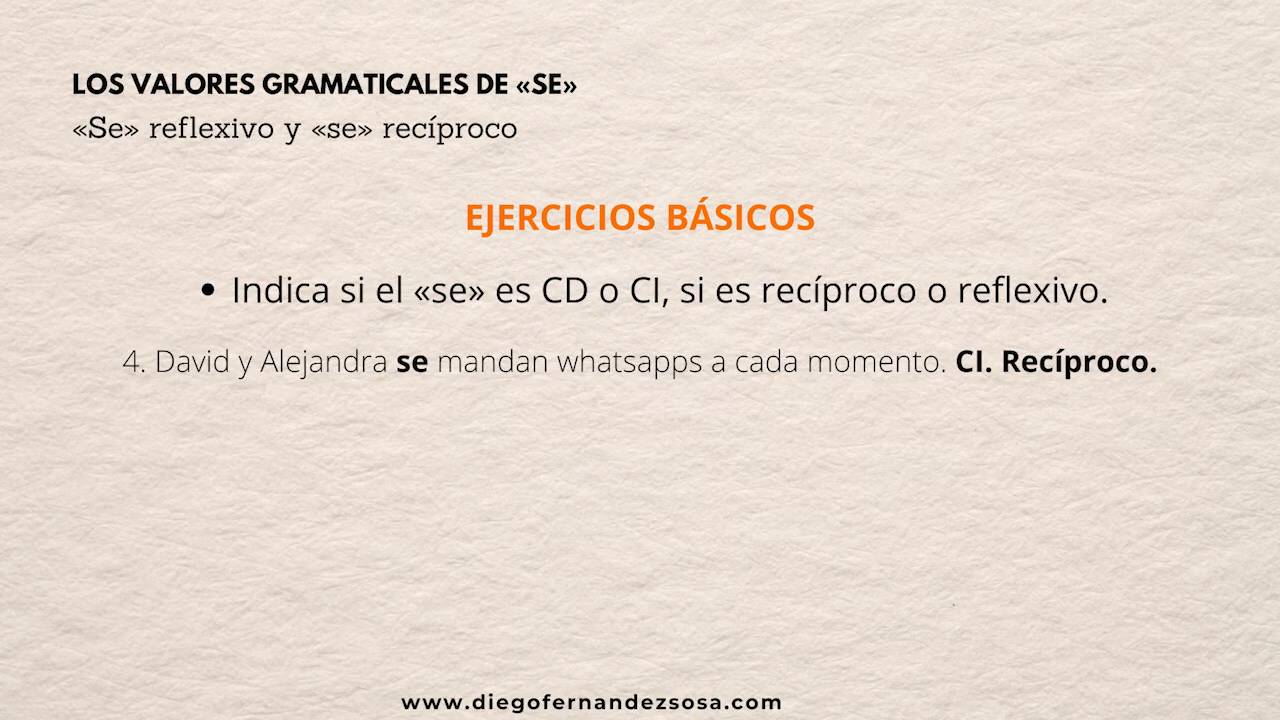 LOS VALORES GRAMATICALES DE «SE»
«Se» reflexivo y «se» recíproco
EJERCICIOS BÁSICOS
• Indica si el «se» es CD o CI, si es recíproco o reflexivo.
4. David y Alejandra se mandan whatsapps a cada momento. CI. Recíproco.
www.diegofernandezsosa.com